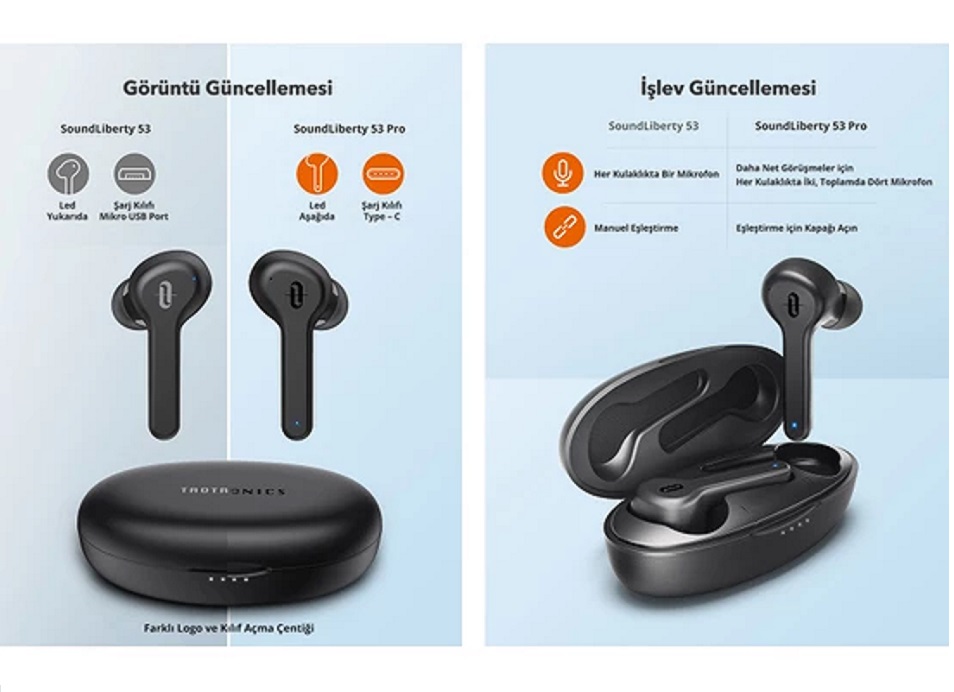 Görüntü Güncellemesi
SoundLiberty 53
SoundLiberty 53 Pro
Led
Yukarıda
Şarj Kılıfı
Mikro USB Port
Led
Aşağıda
Şarj Kılıfı
Type – C
TAOTRONICS
Farklı Logo ve Kılıf Açma Çentiği
İşlev Güncellemesi
SoundLiberty 53
SoundLiberty 53 Pro
Her Kulaklıkta Bir Mikrofon
Daha Net Görüşmeler için
Her Kulaklıkta İki, Toplamda Dört Mikrofon
Manuel Eşleştirme
Eşleştirme için Kapağı Açın